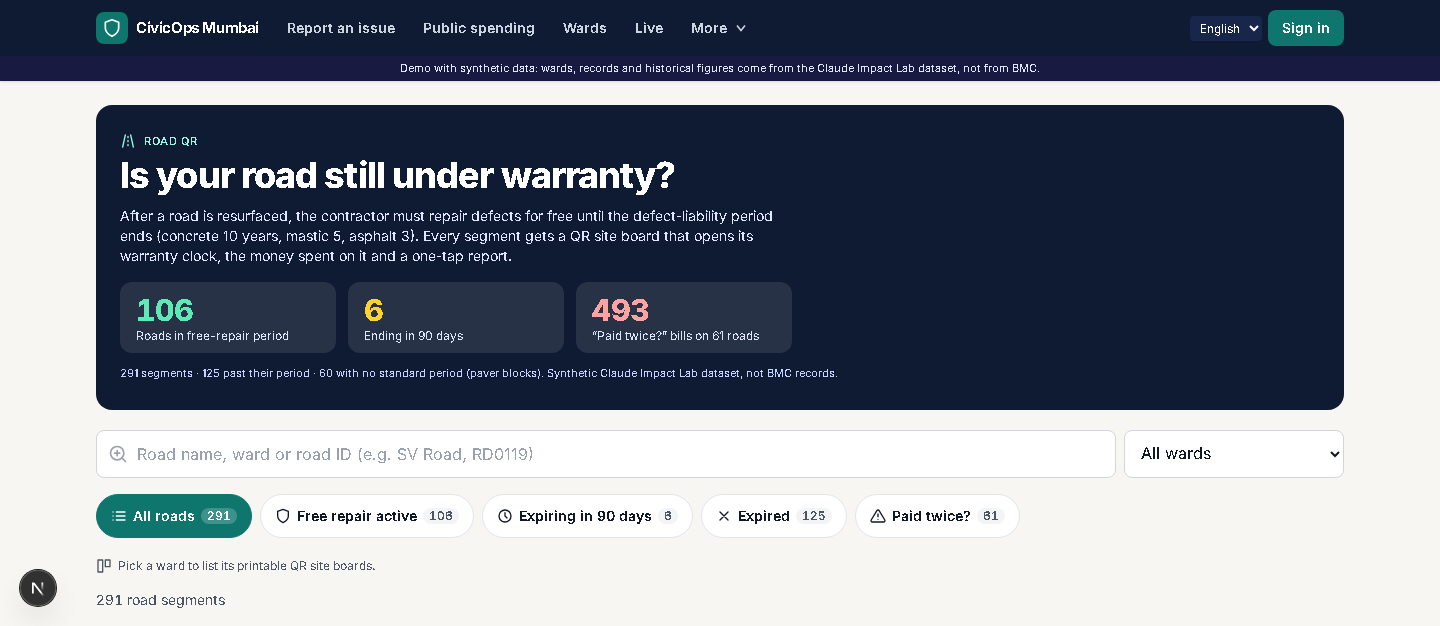 CivicOps Mumbai Report an issue Public spending Wards Live More English Sign in
Demo with synthetic data: wards, records and historical figures come from the Claude Impact Lab dataset, not from BMC.
ROAD QR
Is your road still under warranty?
After a road is resurfaced, the contractor must repair defects for free until the defect-liability period
ends (concrete 10 years, mastic 5, asphalt 3). Every segment gets a QR site board that opens its
warranty clock, the money spent on it and a one-tap report.
106 6 493
Roads in free-repair period Ending in 90 days “Paid twice?” bills on 61 roads
291 segments · 125 past their period · 60 with no standard period (paver blocks). Synthetic Claude Impact Lab dataset, not BMC records.
Road name, ward or road ID (e.g. SV Road, RD0119) All wards
All roads 291 Free repair active 106 Expiring in 90 days 6 Expired 125 Paid twice? 61
Pick a ward to list its printable QR site boards.
N
291 road segments